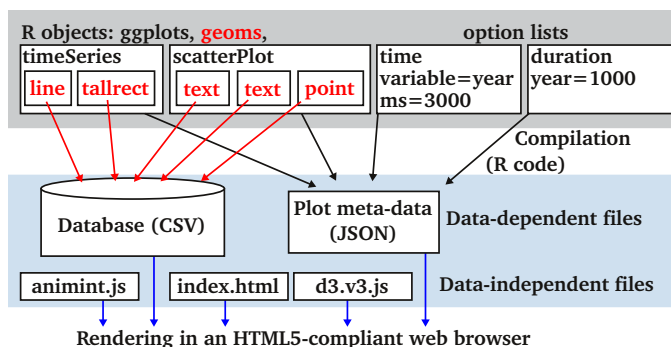 R objects: ggplots, geoms, option lists
timeSeries
line tallrect
scatterPlot
text text point
time
variable=year
ms=3000
duration
year=1000
Compilation
(R code)
Database (CSV)
Plot meta-data
(JSON)
Data-dependent files
animint.js index.html d3.v3.js
Data-independent files
Rendering in an HTML5-compliant web browser